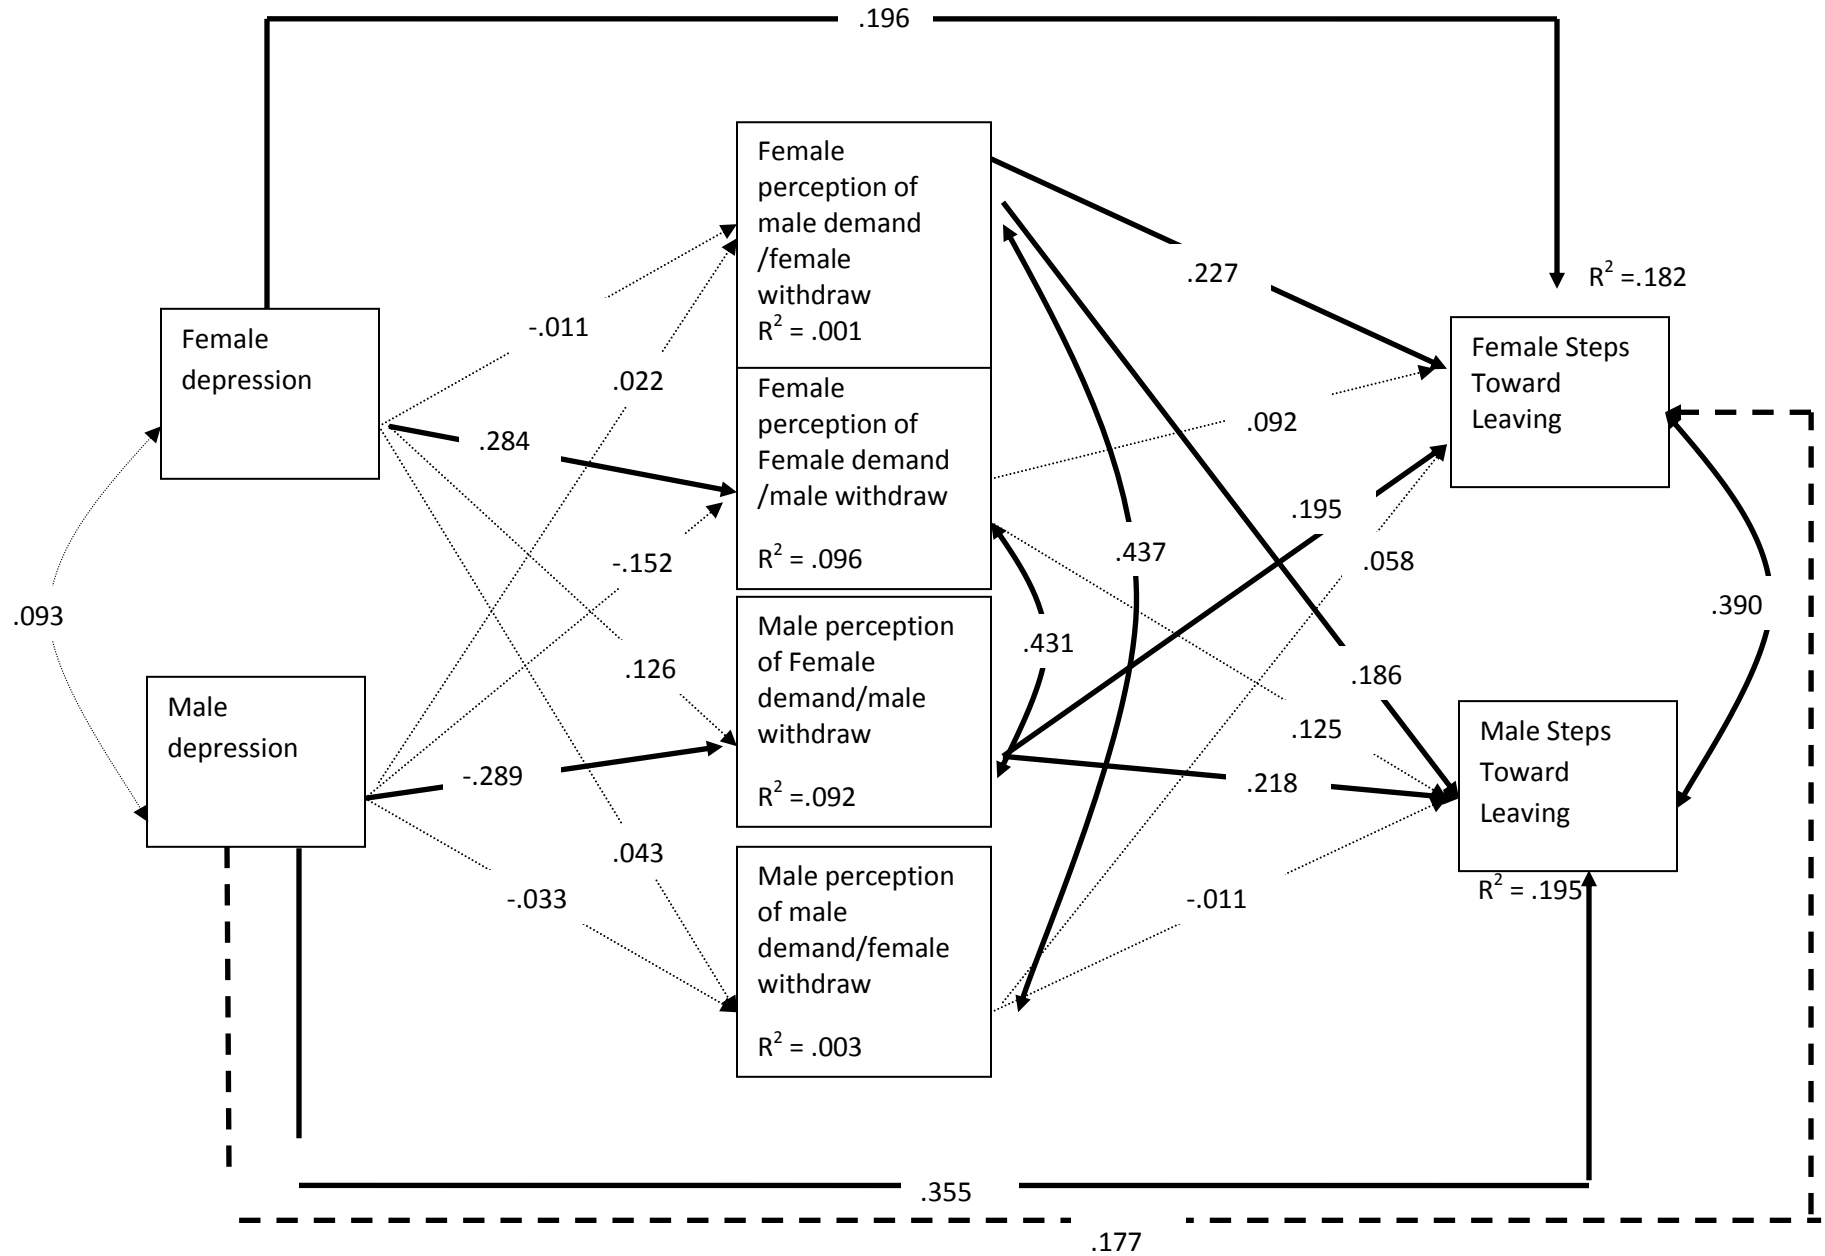 .196
Female
perception of
male demand
/female
withdraw
R² = .001
.227
R² =.182
Female
depression
-.011
.022
.284
Female
perception of
Female demand
/male withdraw
R² = .096
.092
Female Steps
Toward
Leaving
.195
.058
-.152
.437
.093
.431
.390
Male perception
of Female
demand/male
withdraw
R² =.092
.126
.186
.125
Male
depression
-.289
.218
Male Steps
Toward
Leaving
R² = .195
.043
-.033
Male perception
of male
demand/female
withdraw
R² = .003
-.011
.355
.177